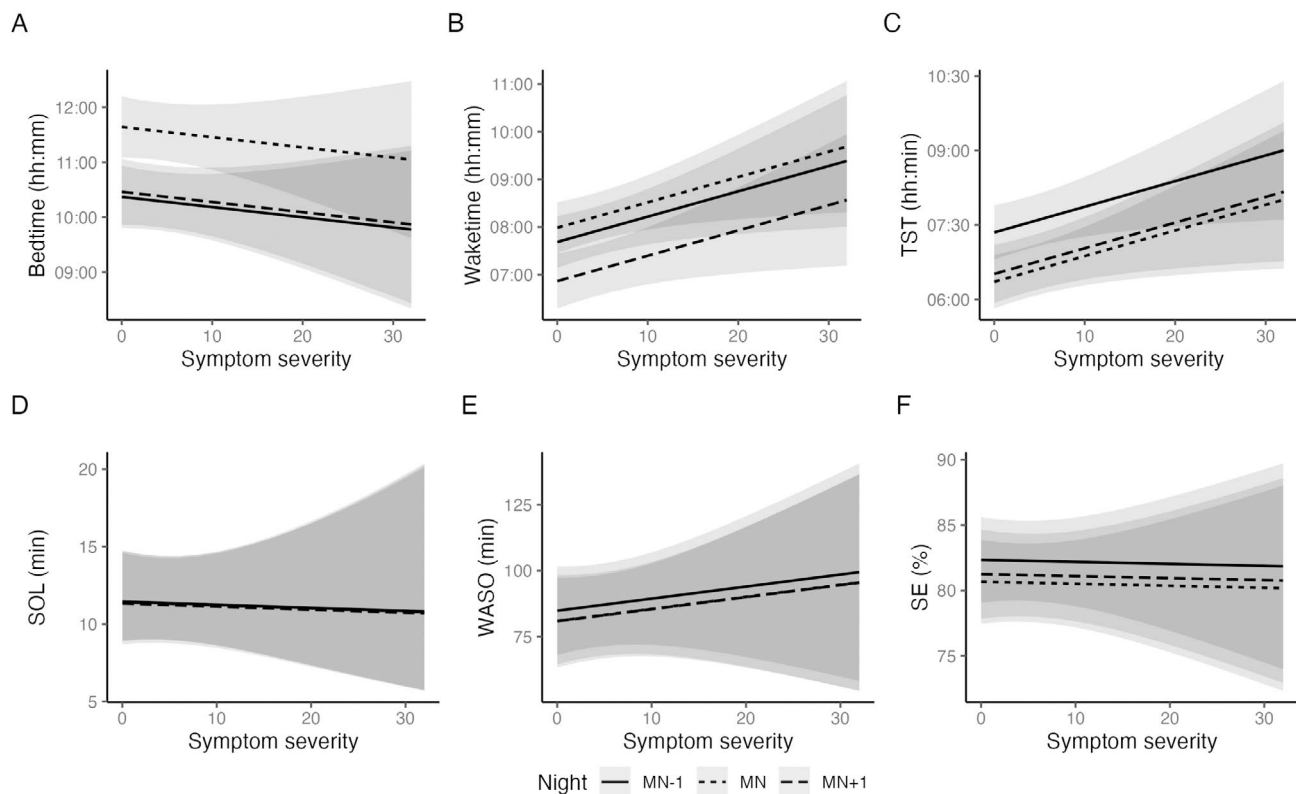 A
B
C
Bedtime (hh:mm)
12:00
11:00
10:00
09:00
0
10
20
30
Symptom severity
Waketime (hh:mm)
11:00
10:00
09:00
08:00
07:00
0
10
20
30
Symptom severity
TST (hh:min)
10:30
09:00
07:30
06:00
0
10
20
30
Symptom severity
D
E
F
SOL (min)
20
15
10
5
0
10
20
30
Symptom severity
WASO (min)
125
100
75
0
10
20
30
Symptom severity
SE (%)
90
85
80
75
0
10
20
30
Symptom severity
Night MN-1 MN MN+1